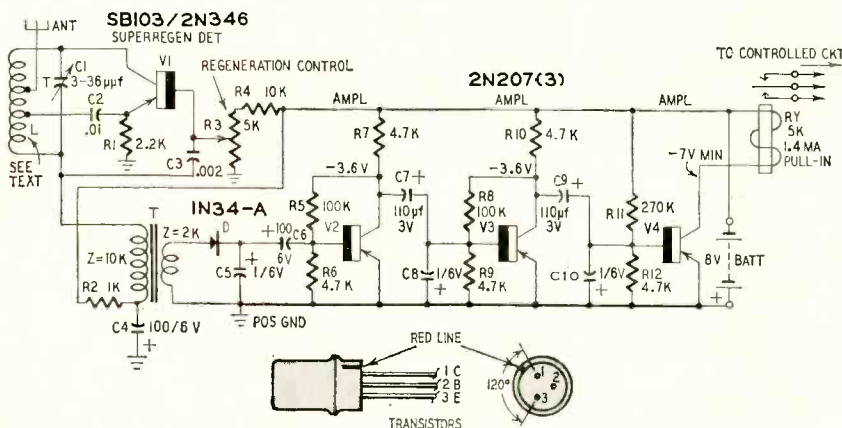 ANT
SB103/2N346
SUPERREGEN DET
C1
T
3-36µµf
V1
C2
.01
R1
2.2K
L
SEE
TEXT
REGENERATION CONTROL
R4
10K
R3
5K
C3
.002
2N207(3)
AMPL
AMPL
AMPL
TO CONTROLLED CKT
RY
5K
1.4 MA
PULL-IN
R7
4.7K
R10
4.7K
-3.6V
-3.6V
-7V MIN
C7 +
110µf
3V
C9 +
110µf
3V
R5
100K
R8
100K
R11
270K
V2
V3
V4
1N34-A
T
Z=10K
Z=2K
D
+
100
C6
6V
+
C5
1/6V
R6
4.7K
C8
1/6V
+
R9
4.7K
C10
1/6V
+
R12
4.7K
8V
BATT
+
R2 1K
C4
100/6 V
+
POS GND
RED LINE
1 C
2 B
3 E
120°
1
2
3
TRANSISTORS